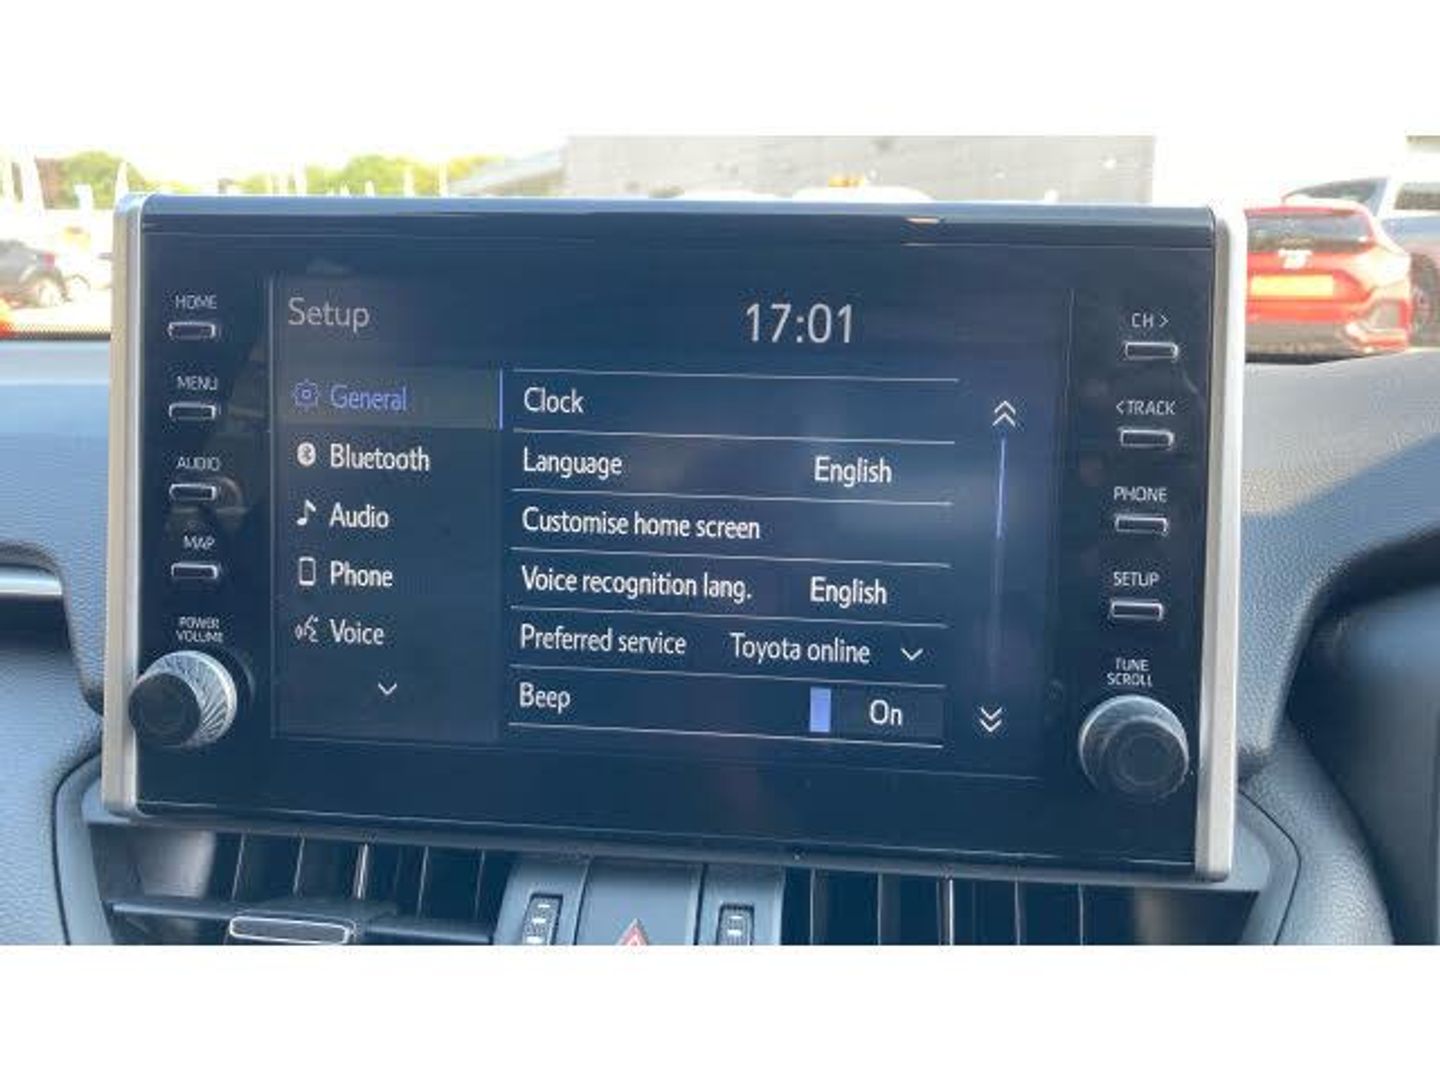 HOME
MENU
AUDIO
MAP
POWER
VOLUME
Setup
17:01
General
Bluetooth
Audio
Phone
Voice
Clock
Language English
Customise home screen
Voice recognition lang. English
Preferred service Toyota online
Beep On
CH >
< TRACK
PHONE
SETUP
TUNE
SCROLL